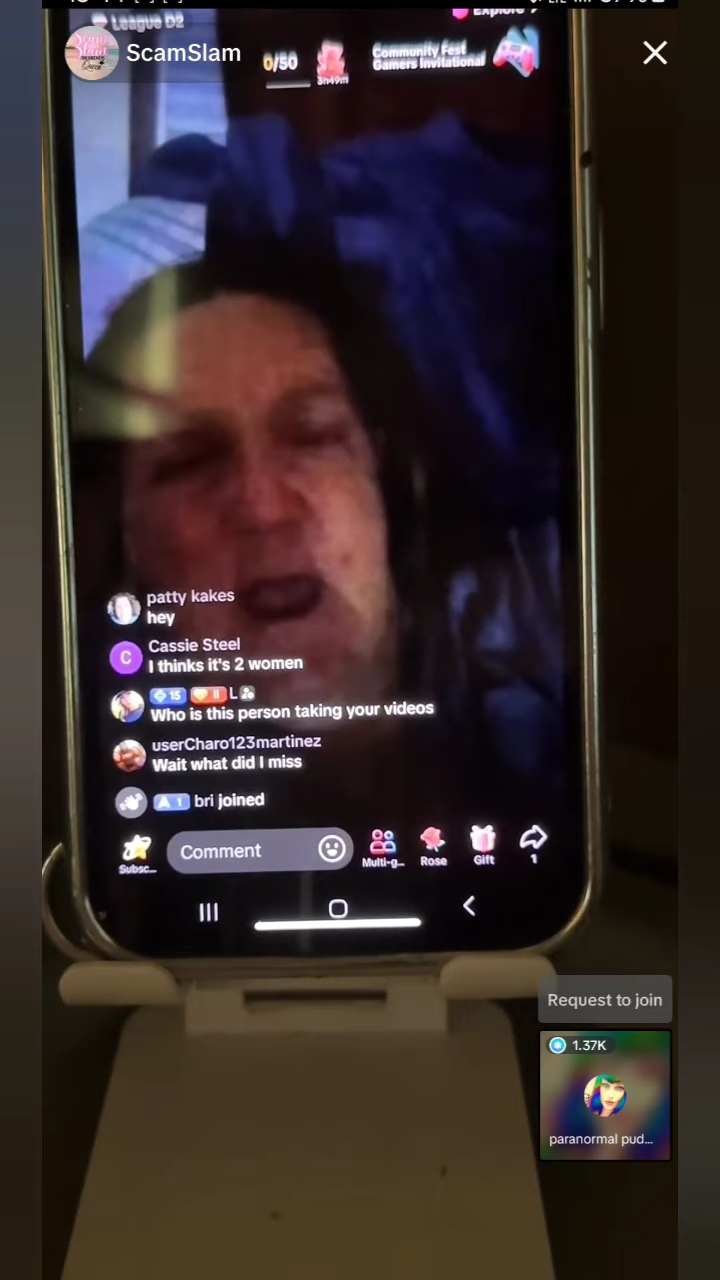 League D2
Explore >
ScamSlam
0/50
3h49m
Community Fest
Gamers Invitational
patty kakes
hey
C
Cassie Steel
I thinks it's 2 women
15 II L
Who is this person taking your videos
userCharo123martinez
Wait what did I miss
A 1 bri joined
Subsc...
Comment
Multi-g...
Rose
Gift
1
Request to join
1.37K
paranormal pud...